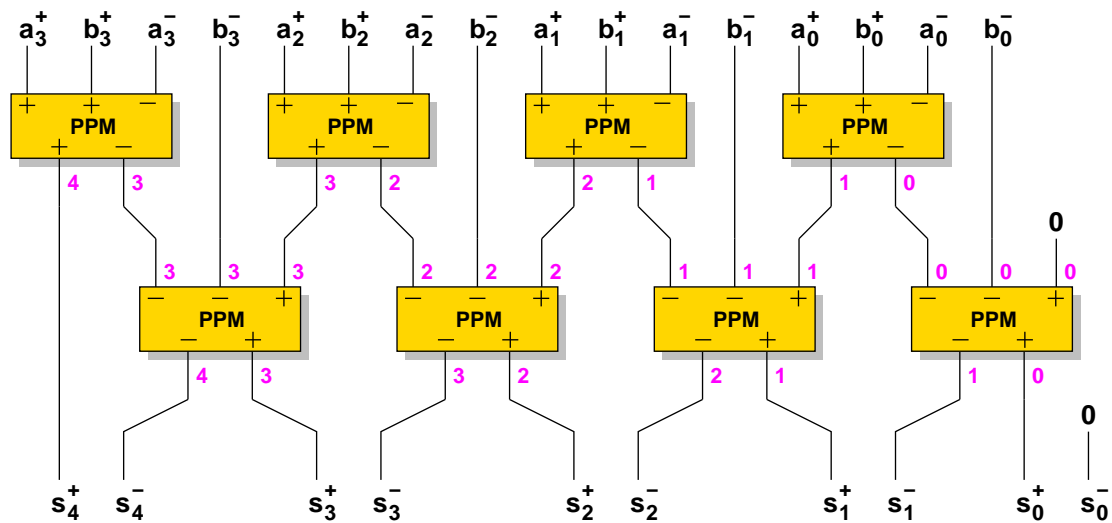 a₃⁺ b₃⁺ a₃⁻ b₃⁻ a₂⁺ b₂⁺ a₂⁻ b₂⁻ a₁⁺ b₁⁺ a₁⁻ b₁⁻ a₀⁺ b₀⁺ a₀⁻ b₀⁻
+ + − + + − + + − + + −
PPM PPM PPM PPM
+ − + − + − + −
4 3 3 2 2 1 1 0
0
3 3 3 2 2 2 1 1 1 0 0 0
− − + − − + − − + − − +
PPM PPM PPM PPM
− + − + − + − +
4 3 3 2 2 1 1 0
0
s₄⁺ s₄⁻ s₃⁺ s₃⁻ s₂⁺ s₂⁻ s₁⁺ s₁⁻ s₀⁺ s₀⁻